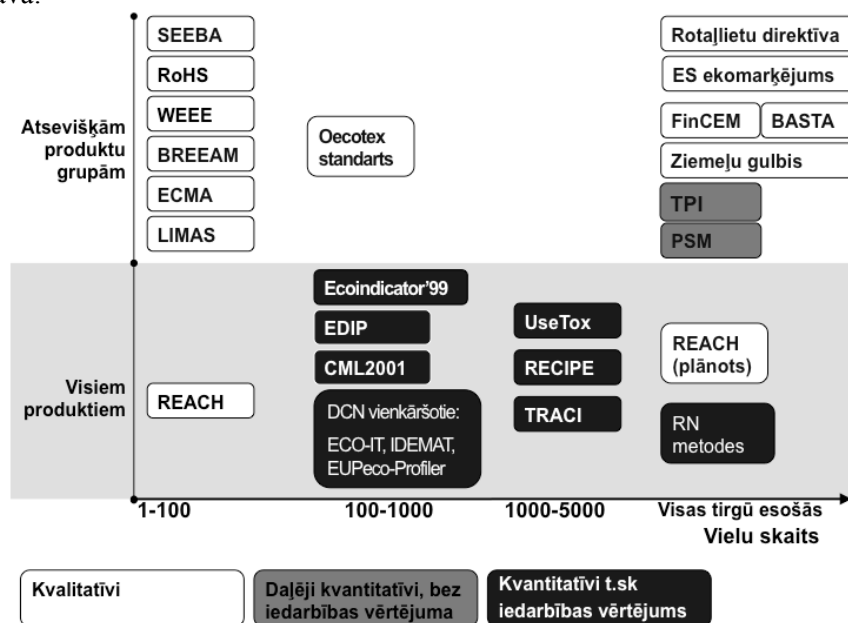 SEEBA
RoHS
WEEE
BREEAM
ECMA
LIMAS
Atsevišķām
produktu
grupām
Oecotex
standarts
Rotaļlietu direktīva
ES ekomarķējums
FinCEM
BASTA
Ziemeļu gulbis
TPI
PSM
Visiem
produktiem
REACH
Ecoindicator'99
EDIP
CML2001
DCN vienkāršotie:
ECO-IT, IDEMAT,
EUPeco-Profiler
UseTox
RECIPE
TRACI
REACH
(plānots)
RN
metodes
1-100
100-1000
1000-5000
Visas tirgū esošās
Vielu skaits
Kvalitatīvi
Daļēji kvantitatīvi, bez
iedarbības vērtējuma
Kvantitatīvi t.sk
iedarbības vērtējums